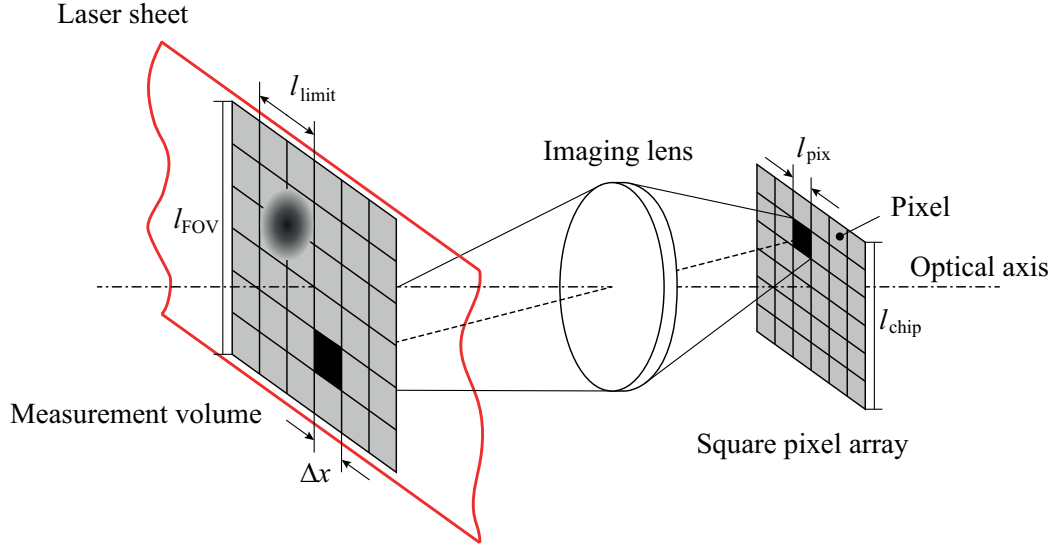 Laser sheet
l_limit
Imaging lens
l_pix
l_FOV
Pixel
Optical axis
l_chip
Measurement volume
Square pixel array
Δx